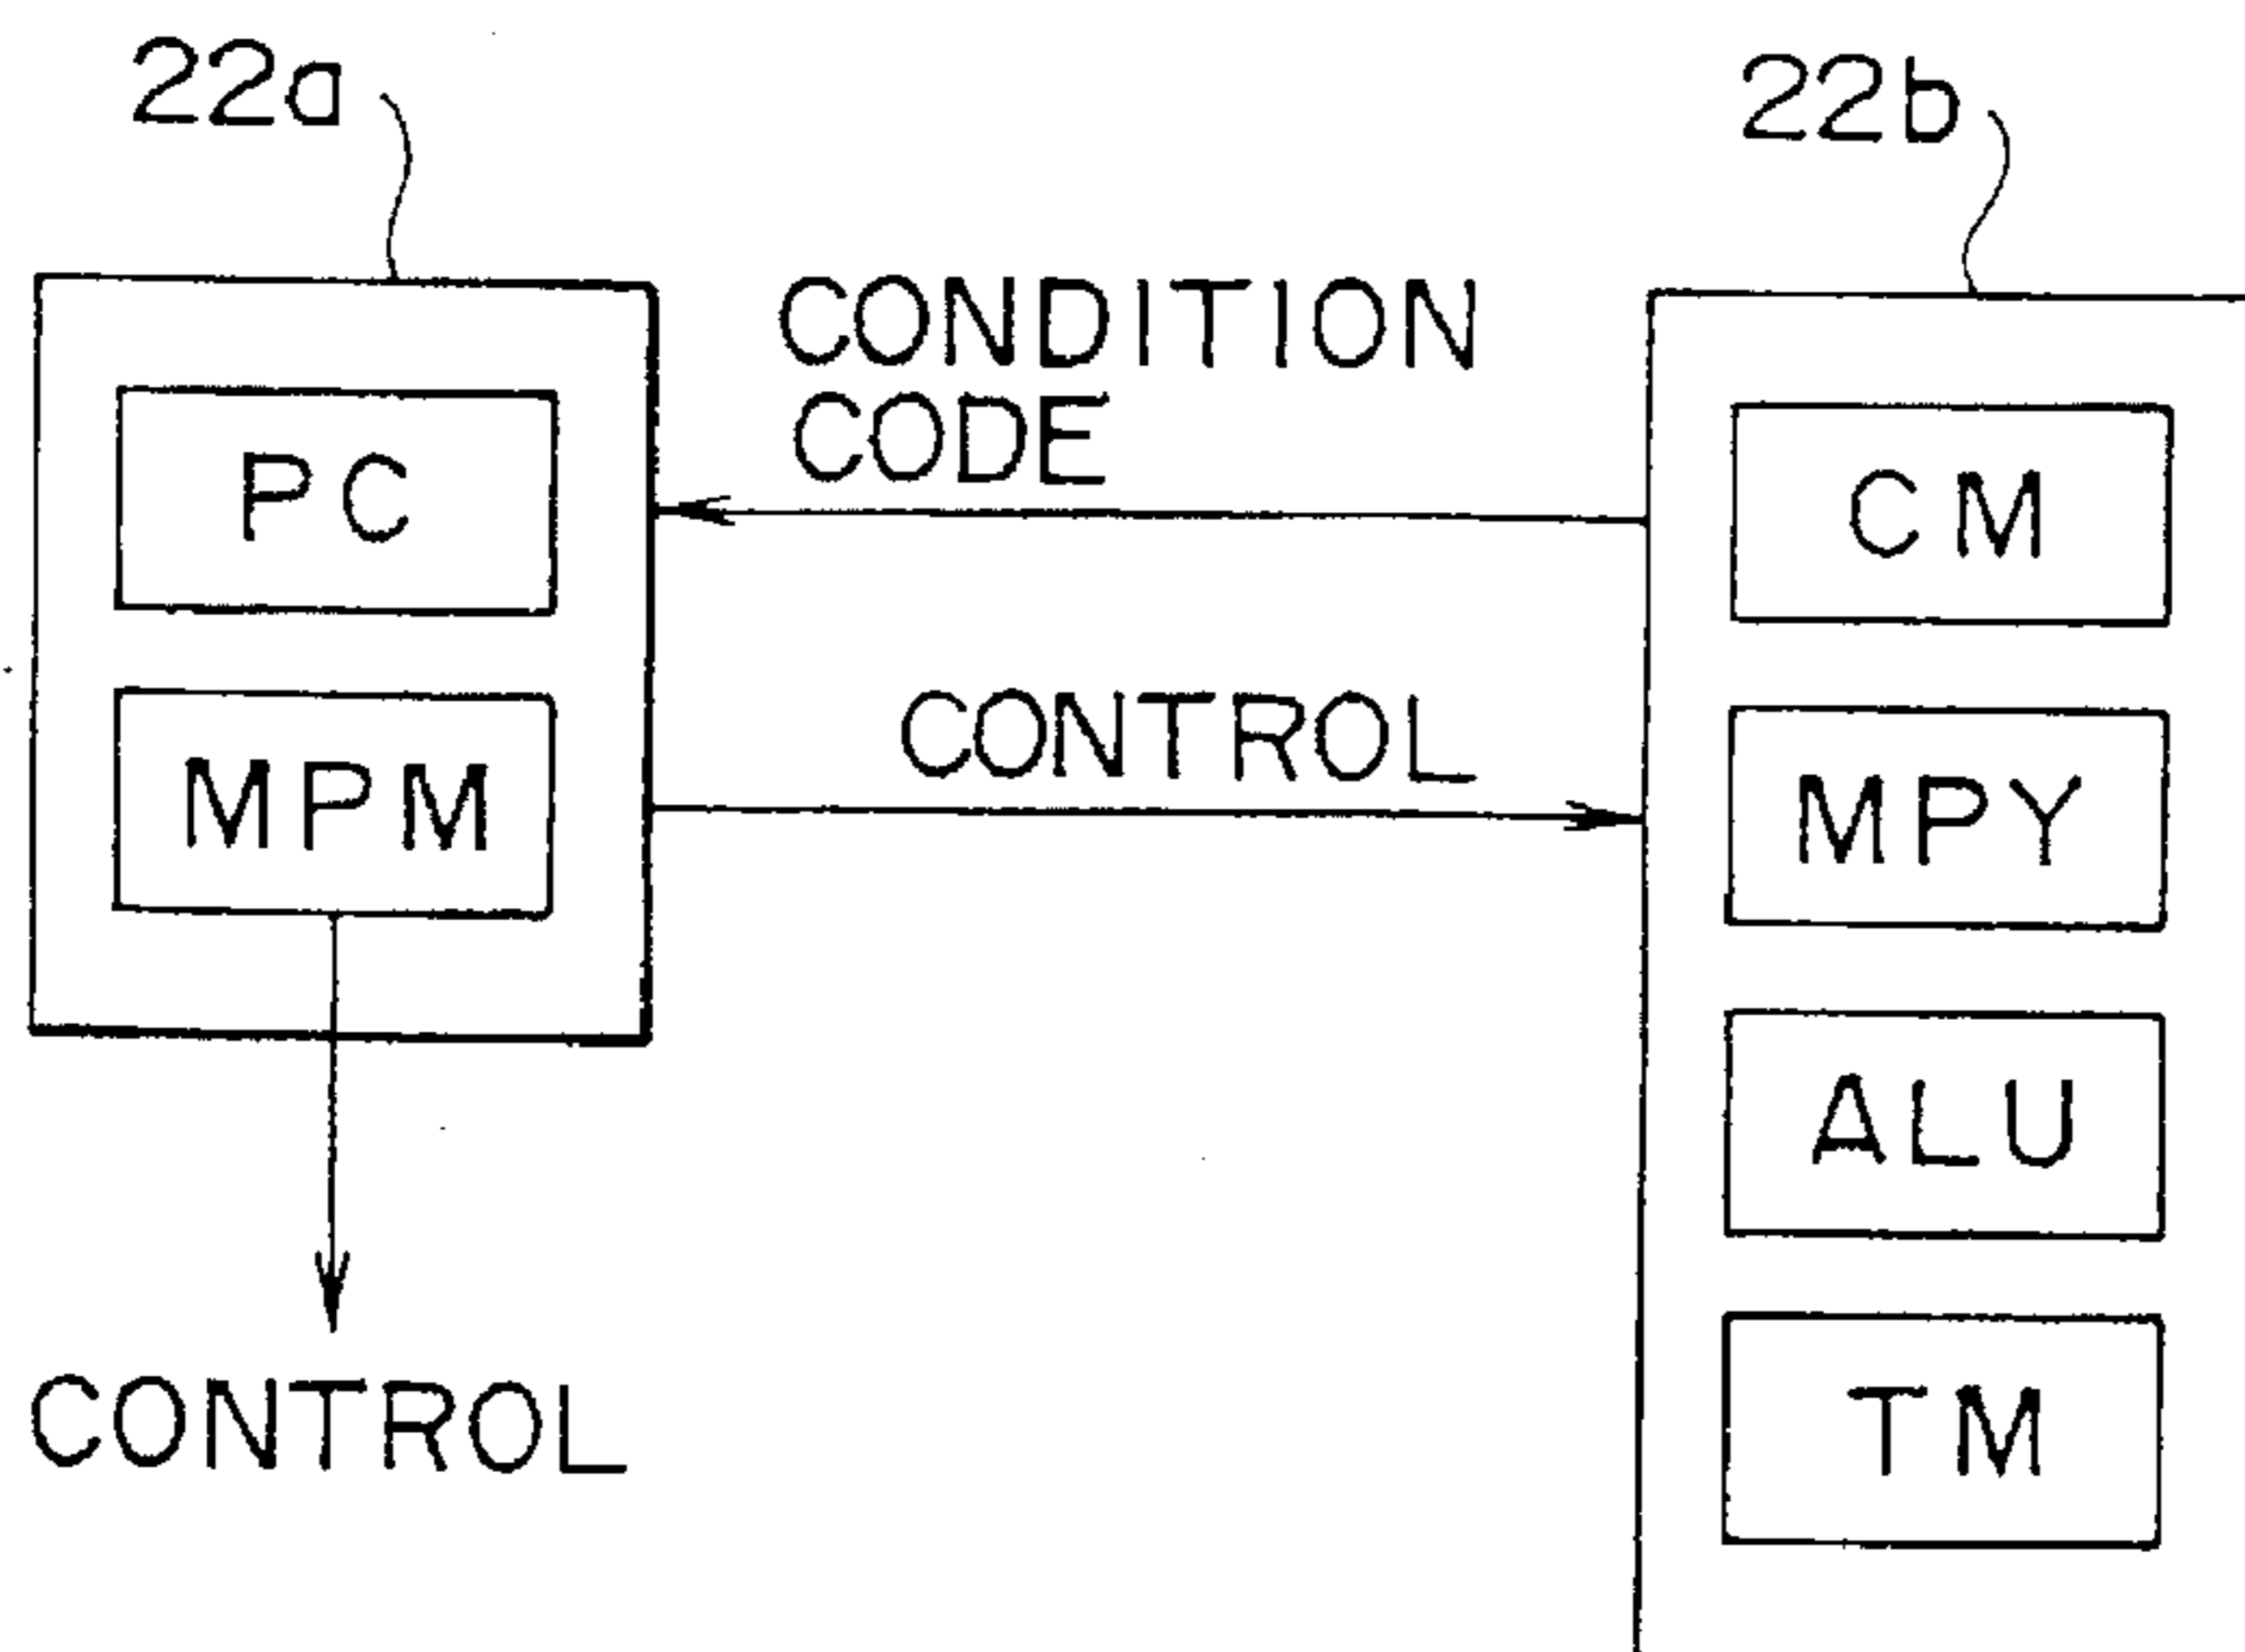 22a
22b
CONDITION
CODE
PC
CM
CONTROL
MPM
MPY
ALU
CONTROL
TM